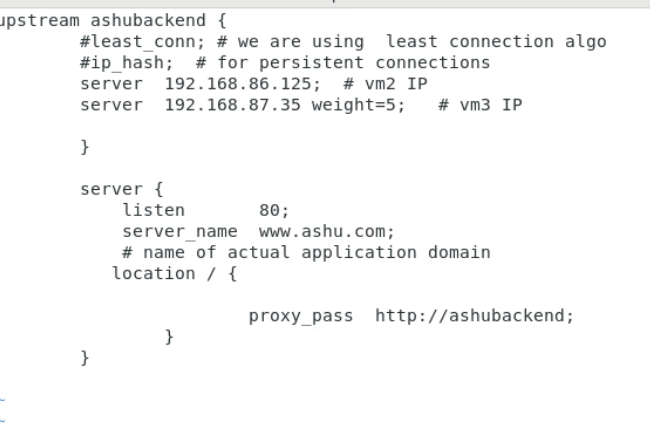 upstream ashubackend {
#least_conn; # we are using  least connection algo
#ip_hash;  # for persistent connections
server  192.168.86.125;  # vm2 IP
server  192.168.87.35 weight=5;   # vm3 IP
}
server {
listen       80;
server_name  www.ashu.com;
# name of actual application domain
location / {
proxy_pass  http://ashubackend;
}
}
~
~